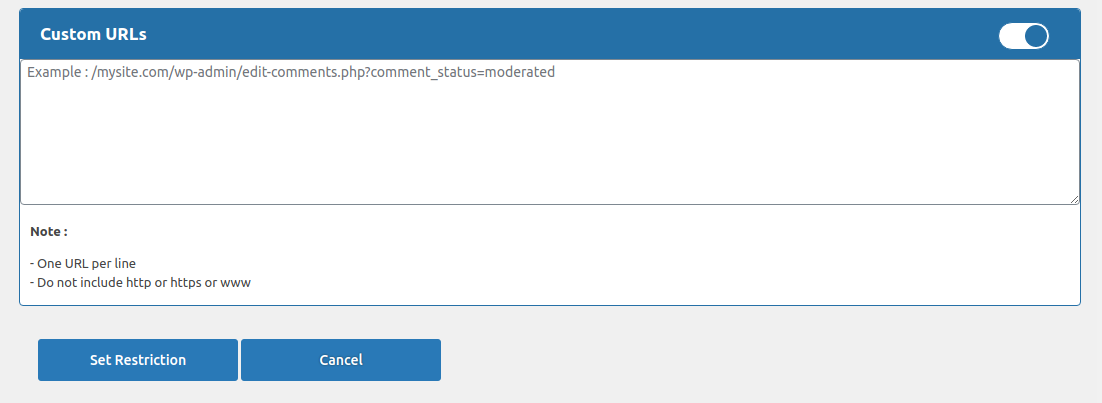 Custom URLs
Example : /mysite.com/wp-admin/edit-comments.php?comment_status=moderated
Note :
- One URL per line
- Do not include http or https or www
Set Restriction
Cancel